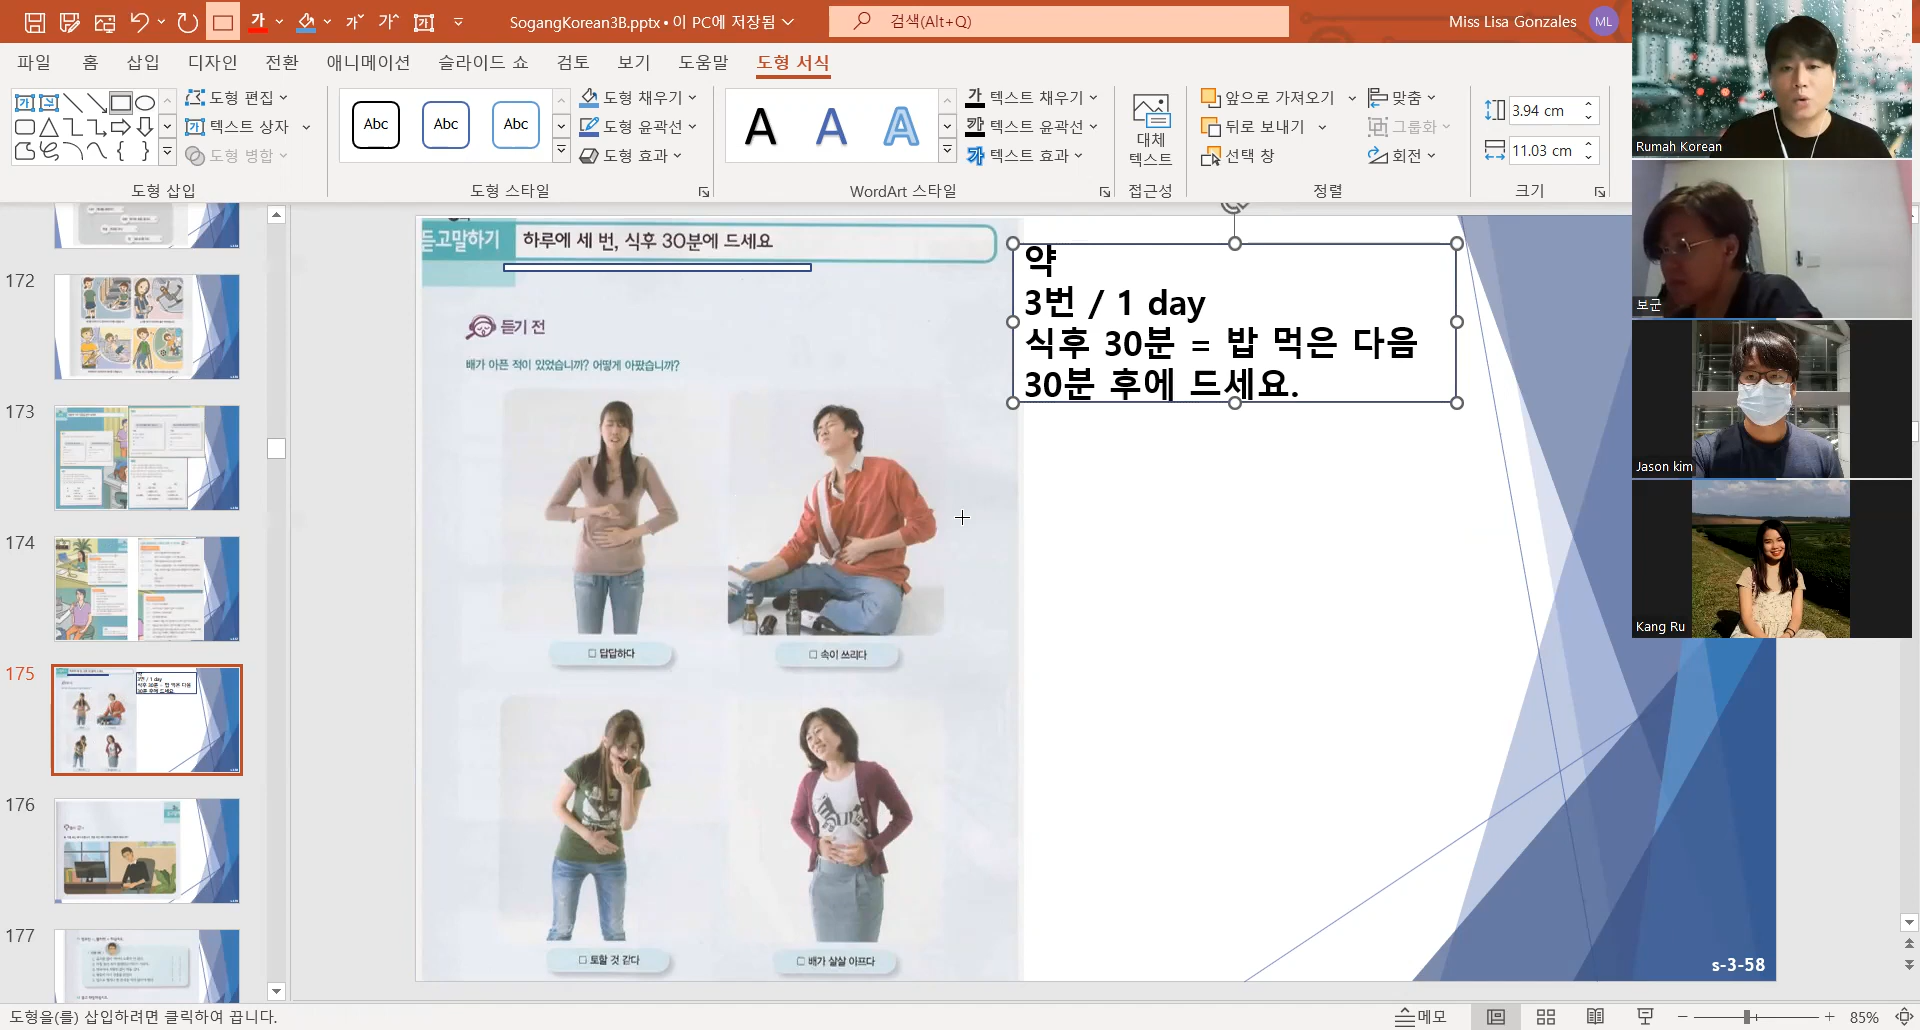 SogangKorean3B.pptx • 이 PC에 저장됨
검색(Alt+Q)
Miss Lisa Gonzales
ML
파일 홈 삽입 디자인 전환 애니메이션 슬라이드 쇼 검토 보기 도움말 도형 서식
도형 편집
텍스트 상자
도형 병합
도형 삽입
Abc Abc Abc
도형 채우기
도형 윤곽선
도형 효과
도형 스타일
A A A
텍스트 채우기
텍스트 윤곽선
텍스트 효과
WordArt 스타일
대체
텍스트
접근성
앞으로 가져오기
뒤로 보내기
선택 창
맞춤
그룹화
회전
정렬
3.94 cm
11.03 cm
크기
172
173
174
175
176
177
듣고말하기
하루에 세 번, 식후 30분에 드세요
듣기 전
배가 아픈 적이 있었습니까? 어떻게 아팠습니까?
답답하다
속이 쓰리다
토할 것 같다
배가 살살 아프다
약
3번 / 1 day
식후 30분 = 밥 먹은 다음
30분 후에 드세요.
s-3-58
Rumah Korean
보군
Jason kim
Kang Ru
도형을(를) 삽입하려면 클릭하여 끕니다.
메모
85%